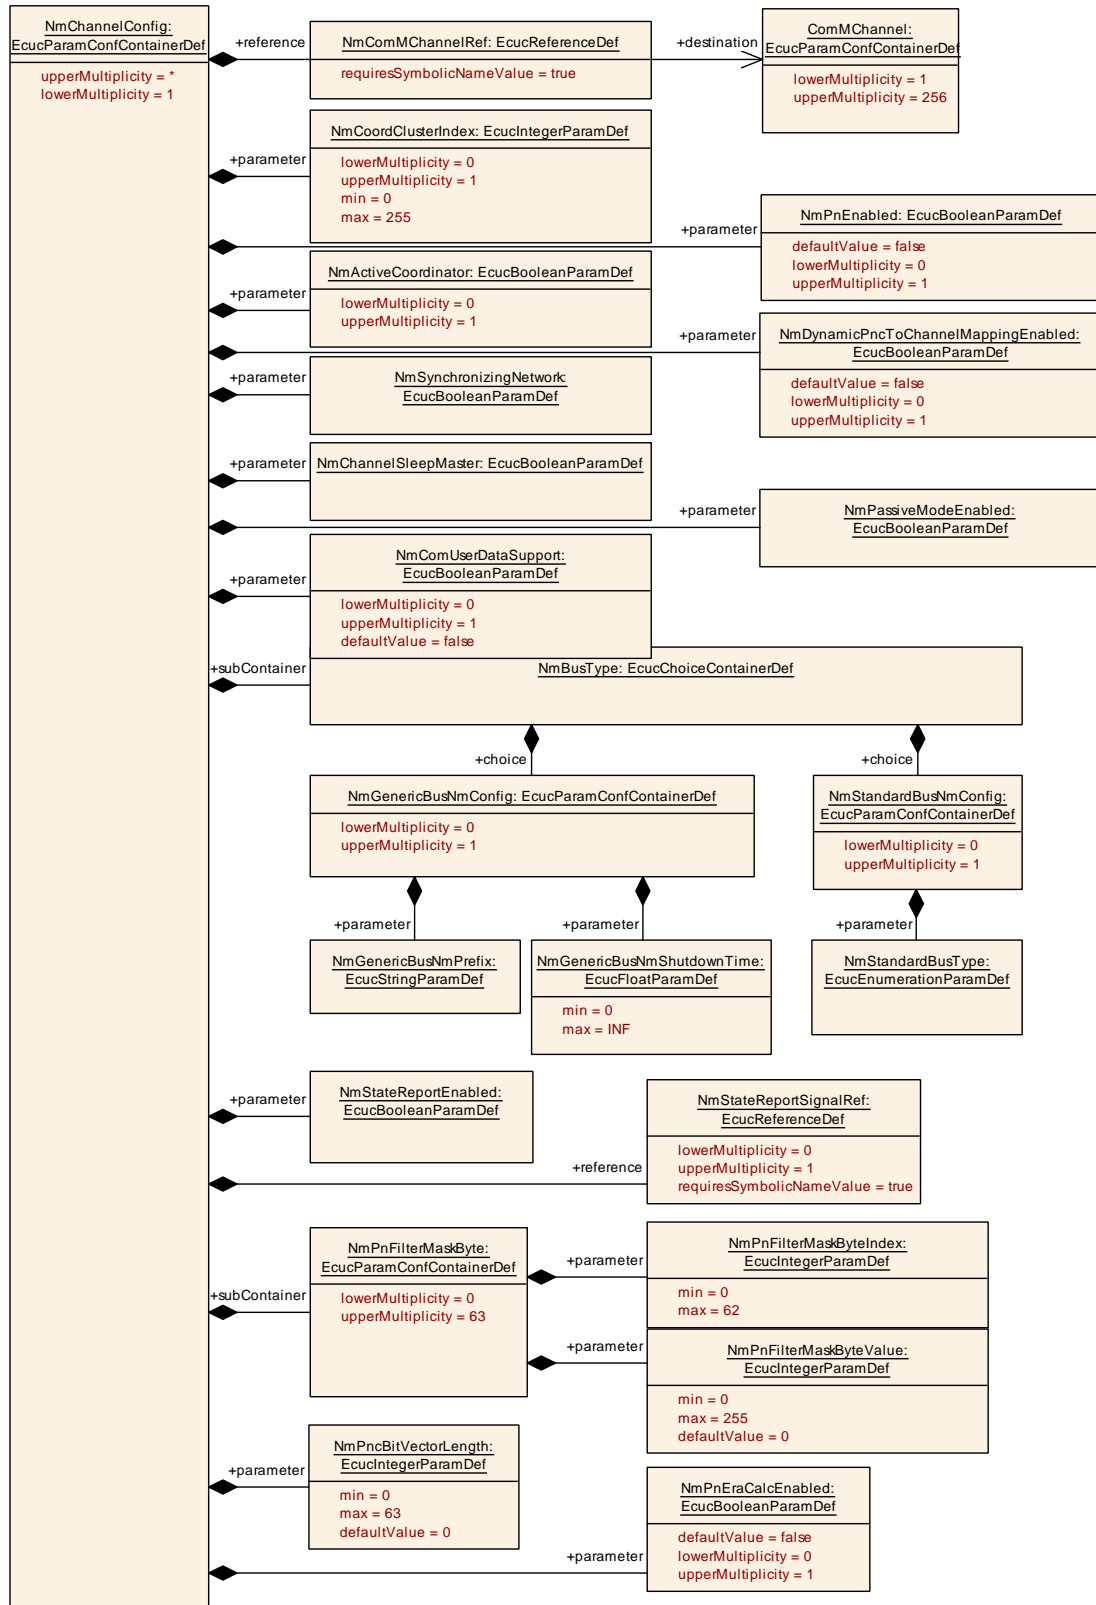 NmChannelConfig:
EcucParamConfContainerDef
upperMultiplicity = *
lowerMultiplicity = 1
+reference
NmComMChannelRef: EcucReferenceDef
requiresSymbolicNameValue = true
+destination
ComMChannel:
EcucParamConfContainerDef
lowerMultiplicity = 1
upperMultiplicity = 256
+parameter
NmCoordClusterIndex: EcucIntegerParamDef
lowerMultiplicity = 0
upperMultiplicity = 1
min = 0
max = 255
+parameter
NmPnEnabled: EcucBooleanParamDef
defaultValue = false
lowerMultiplicity = 0
upperMultiplicity = 1
+parameter
NmActiveCoordinator: EcucBooleanParamDef
lowerMultiplicity = 0
upperMultiplicity = 1
+parameter
NmDynamicPncToChannelMappingEnabled:
EcucBooleanParamDef
defaultValue = false
lowerMultiplicity = 0
upperMultiplicity = 1
+parameter
NmSynchronizingNetwork:
EcucBooleanParamDef
+parameter
NmChannelSleepMaster: EcucBooleanParamDef
+parameter
NmPassiveModeEnabled:
EcucBooleanParamDef
+parameter
NmComUserDataSupport:
EcucBooleanParamDef
lowerMultiplicity = 0
upperMultiplicity = 1
defaultValue = false
+subContainer
NmBusType: EcucChoiceContainerDef
+choice
+choice
NmGenericBusNmConfig: EcucParamConfContainerDef
lowerMultiplicity = 0
upperMultiplicity = 1
NmStandardBusNmConfig:
EcucParamConfContainerDef
lowerMultiplicity = 0
upperMultiplicity = 1
+parameter
+parameter
+parameter
NmGenericBusNmPrefix:
EcucStringParamDef
NmGenericBusNmShutdownTime:
EcucFloatParamDef
min = 0
max = INF
NmStandardBusType:
EcucEnumerationParamDef
+parameter
NmStateReportEnabled:
EcucBooleanParamDef
+reference
NmStateReportSignalRef:
EcucReferenceDef
lowerMultiplicity = 0
upperMultiplicity = 1
requiresSymbolicNameValue = true
+subContainer
NmPnFilterMaskByte:
EcucParamConfContainerDef
lowerMultiplicity = 0
upperMultiplicity = 63
+parameter
NmPnFilterMaskByteIndex:
EcucIntegerParamDef
min = 0
max = 62
+parameter
NmPnFilterMaskByteValue:
EcucIntegerParamDef
min = 0
max = 255
defaultValue = 0
+parameter
NmPncBitVectorLength:
EcucIntegerParamDef
min = 0
max = 63
defaultValue = 0
+parameter
NmPnEraCalcEnabled:
EcucBooleanParamDef
defaultValue = false
lowerMultiplicity = 0
upperMultiplicity = 1